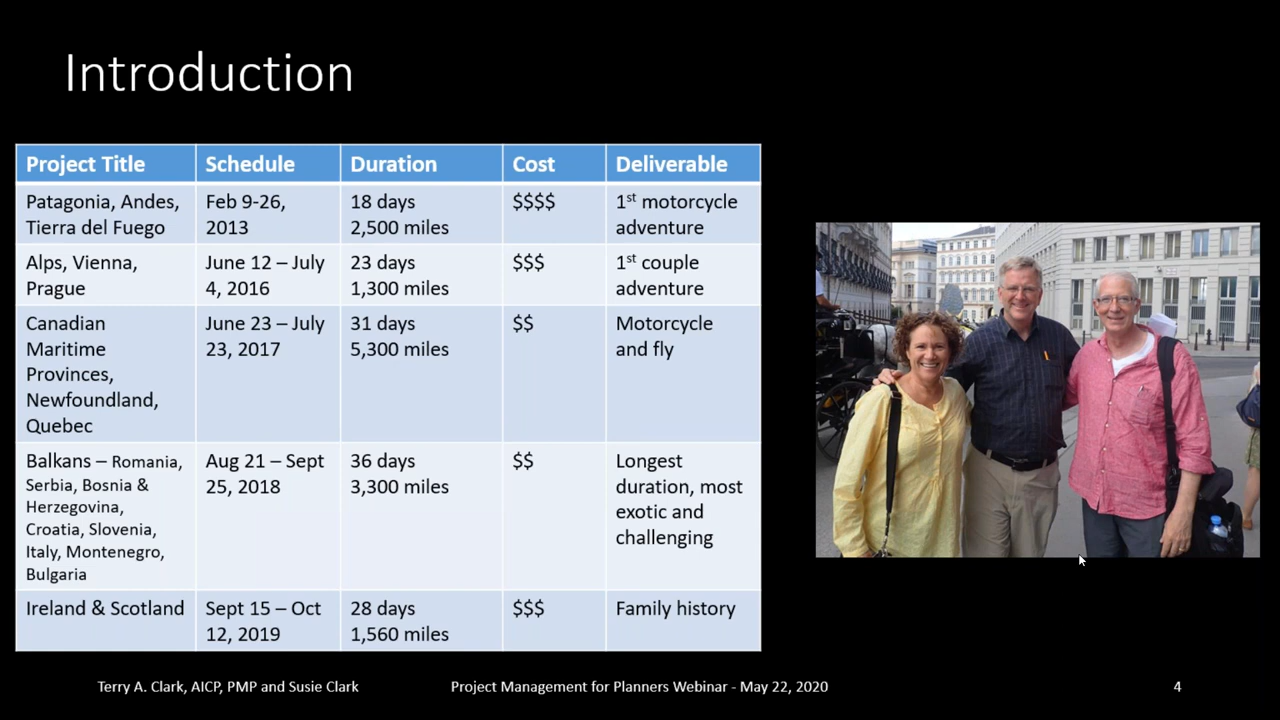 Introduction
Project Title Schedule Duration Cost Deliverable
Patagonia, Andes,
Tierra del Fuego
Feb 9-26,
2013
18 days
2,500 miles
$$$$
1st motorcycle
adventure
Alps, Vienna,
Prague
June 12 – July
4, 2016
23 days
1,300 miles
$$$
1st couple
adventure
Canadian
Maritime
Provinces,
Newfoundland,
Quebec
June 23 – July
23, 2017
31 days
5,300 miles
$$
Motorcycle
and fly
Balkans – Romania,
Serbia, Bosnia &
Herzegovina,
Croatia, Slovenia,
Italy, Montenegro,
Bulgaria
Aug 21 – Sept
25, 2018
36 days
3,300 miles
$$
Longest
duration, most
exotic and
challenging
Ireland & Scotland
Sept 15 – Oct
12, 2019
28 days
1,560 miles
$$$
Family history
Terry A. Clark, AICP, PMP and Susie Clark
Project Management for Planners Webinar - May 22, 2020
4